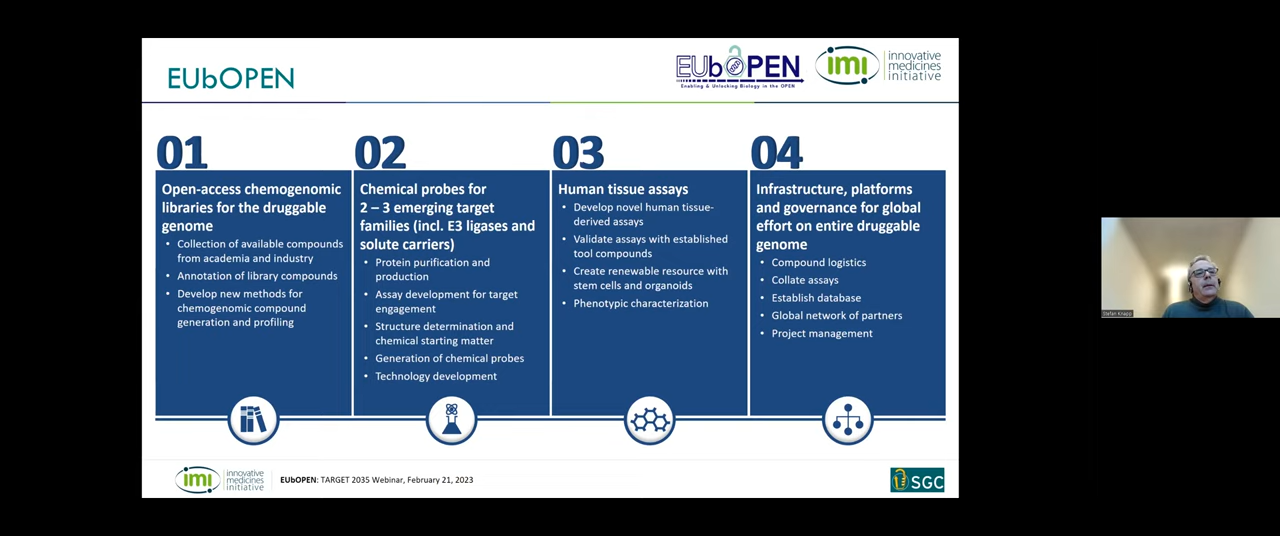 EUbOPEN
EUbOPEN
Enabling & Unlocking Biology in the OPEN
imi
innovative
medicines
initiative
01
Open-access chemogenomic
libraries for the druggable
genome
• Collection of available compounds
from academia and industry
• Annotation of library compounds
• Develop new methods for
chemogenomic compound
generation and profiling
02
Chemical probes for
2 – 3 emerging target
families (incl. E3 ligases and
solute carriers)
• Protein purification and
production
• Assay development for target
engagement
• Structure determination and
chemical starting matter
• Generation of chemical probes
• Technology development
03
Human tissue assays
• Develop novel human tissue-
derived assays
• Validate assays with established
tool compounds
• Create renewable resource with
stem cells and organoids
• Phenotypic characterization
04
Infrastructure, platforms
and governance for global
effort on entire druggable
genome
• Compound logistics
• Collate assays
• Establish database
• Global network of partners
• Project management
imi
innovative
medicines
initiative
EUbOPEN: TARGET 2035 Webinar, February 21, 2023
SGC
Stefan Knapp